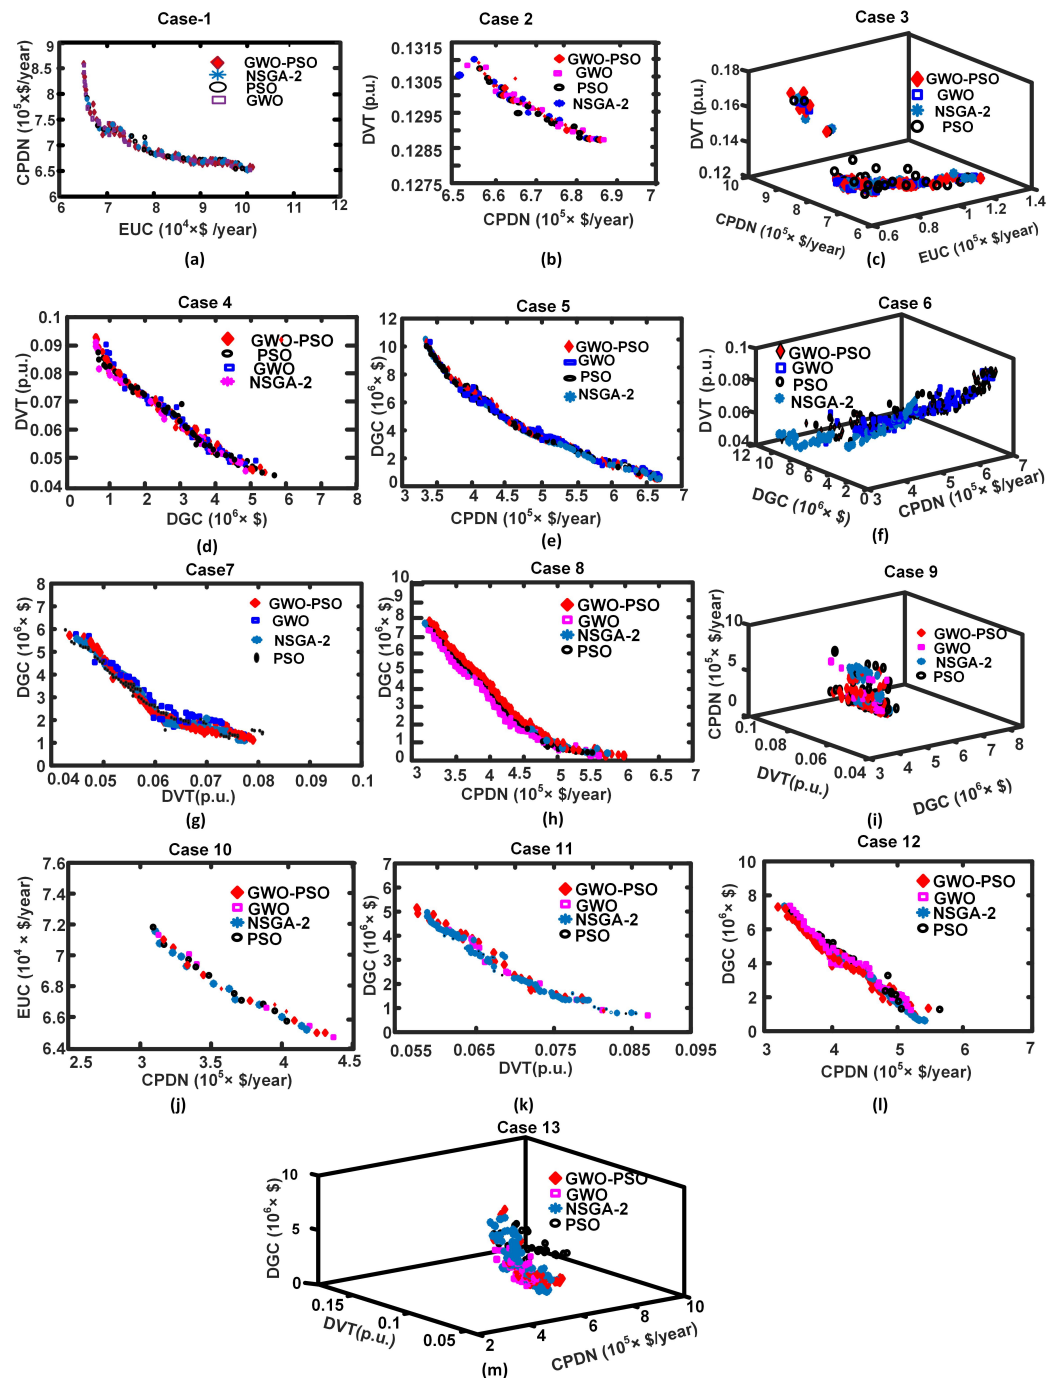 Case-1
CPDN (10⁵x$/year)
9
8.5
8
7.5
7
6.5
6
6
7
8
9
10
11
12
EUC (10⁴×$ /year)
GWO-PSO
NSGA-2
PSO
GWO
(a)
Case 2
DVT (p.u.)
0.1315
0.1305
0.1295
0.1285
0.1275
6.5
6.6
6.7
6.8
6.9
7
CPDN (10⁵× $/year)
GWO-PSO
GWO
PSO
NSGA-2
(b)
Case 3
DVT (p.u.)
0.18
0.16
0.14
0.12
10
9
8
7
6
CPDN (10⁵× $/year)
0.6
0.8
1
1.2
1.4
EUC (10⁵× $/year)
GWO-PSO
GWO
NSGA-2
PSO
(c)
Case 4
DVT (p.u.)
0.1
0.09
0.08
0.07
0.06
0.05
0.04
0
1
2
3
4
5
6
7
8
DGC (10⁶× $)
GWO-PSO
PSO
GWO
NSGA-2
(d)
Case 5
DGC (10⁶× $)
12
10
8
6
4
2
0
3
3.5
4
4.5
5
5.5
6
6.5
7
CPDN (10⁵× $/year)
GWO-PSO
GWO
PSO
NSGA-2
(e)
Case 6
DVT (p.u.)
0.1
0.08
0.06
0.04
12
10
8
6
4
2
0
DGC (10⁶× $)
3
4
5
6
7
CPDN (10⁵× $/year)
GWO-PSO
GWO
PSO
NSGA-2
(f)
Case7
DGC (10⁶× $)
8
7
6
5
4
3
2
1
0
0.04
0.05
0.06
0.07
0.08
0.09
0.1
DVT(p.u.)
GWO-PSO
GWO
NSGA-2
PSO
(g)
Case 8
DGC (10⁶× $)
10
9
8
7
6
5
4
3
2
1
0
3
3.5
4
4.5
5
5.5
6
6.5
7
CPDN (10⁵× $/year)
GWO-PSO
GWO
NSGA-2
PSO
(h)
Case 9
CPDN (10⁵× $/year)
10
5
0
0.1
0.08
0.06
0.04
DVT(p.u.)
3
4
5
6
7
8
DGC (10⁶× $)
GWO-PSO
GWO
NSGA-2
PSO
(i)
Case 10
EUC (10⁴ × $/year)
7.6
7.4
7.2
7
6.8
6.6
6.4
2.5
3
3.5
4
4.5
CPDN (10⁵× $/year)
GWO-PSO
GWO
NSGA-2
PSO
(j)
Case 11
DGC (10⁶× $)
7
6
5
4
3
2
1
0
0.055
0.065
0.075
0.085
0.095
DVT(p.u.)
GWO-PSO
GWO
NSGA-2
PSO
(k)
Case 12
DGC (10⁶× $)
10
8
6
4
2
0
3
4
5
6
7
CPDN (10⁵× $/year)
GWO-PSO
GWO
NSGA-2
PSO
(l)
Case 13
DGC (10⁶× $)
10
5
0
0.15
0.1
0.05
DVT(p.u.)
2
4
6
8
10
CPDN (10⁵× $/year)
GWO-PSO
GWO
NSGA-2
PSO
(m)